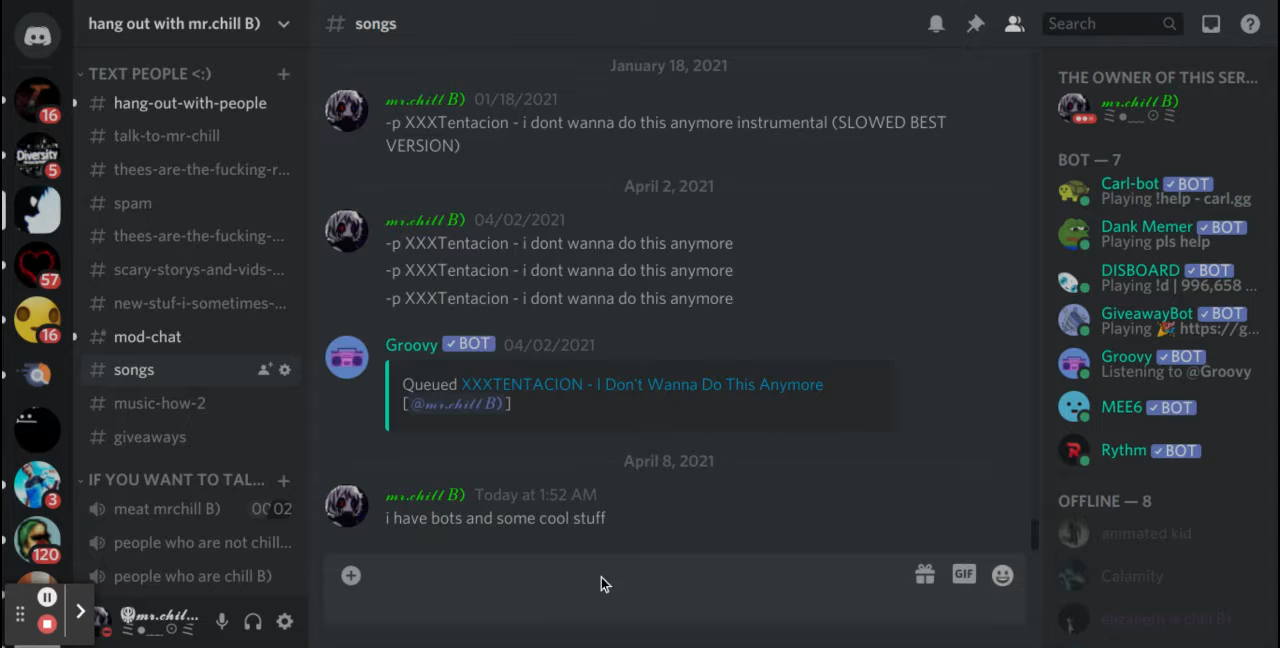 hang out with mr.chill B)
TEXT PEOPLE <;)
# hang-out-with-people
# talk-to-mr-chill
# thees-are-the-fucking-r...
# spam
# thees-are-the-fucking-...
# scary-storys-and-vids-...
# new-stuf-i-sometimes-...
# mod-chat
# songs
# music-how-2
# giveaways
IF YOU WANT TO TAL...
meat mrchill B) 00 02
people who are not chill...
people who are chill B)
mr.chil...
16
Diversity
5
57
16
3
120
# songs
Search
January 18, 2021
mr.chill B) 01/18/2021
-p XXXTentacion - i dont wanna do this anymore instrumental (SLOWED BEST
VERSION)
April 2, 2021
mr.chill B) 04/02/2021
-p XXXTentacion - i dont wanna do this anymore
-p XXXTentacion - i dont wanna do this anymore
-p XXXTentacion - i dont wanna do this anymore
Groovy ✓BOT 04/02/2021
Queued XXXTENTACION - I Don't Wanna Do This Anymore
[@mr.chill B)]
April 8, 2021
mr.chill B) Today at 1:52 AM
i have bots and some cool stuff
GIF
THE OWNER OF THIS SER...
mr.chill B)
BOT — 7
Carl-bot ✓BOT
Playing !help - carl.gg
Dank Memer ✓BOT
Playing pls help
DISBOARD ✓BOT
Playing !d | 996,658 ...
GiveawayBot ✓BOT
Playing 🎉 https://g...
Groovy ✓BOT
Listening to @Groovy
MEE6 ✓BOT
Rythm ✓BOT
OFFLINE — 8
animated kid
Calamity
elizabeth is chill B)